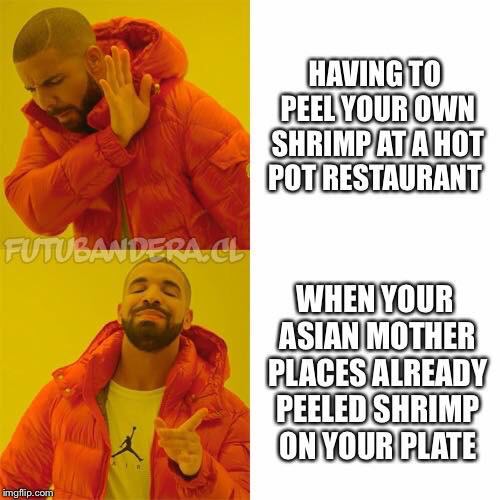 HAVING TO
PEEL YOUR OWN
SHRIMP AT A HOT
POT RESTAURANT
FUTUBANDERA.CL
WHEN YOUR
ASIAN MOTHER
PLACES ALREADY
PEELED SHRIMP
ON YOUR PLATE
AIR
imgflip.com